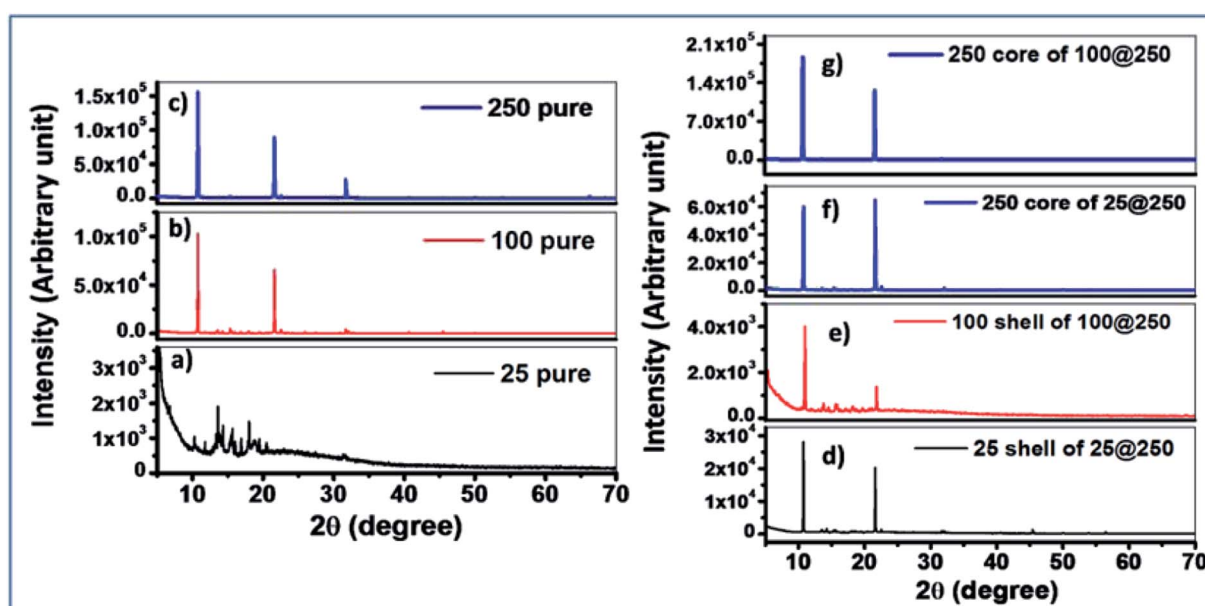 Intensity (Arbitrary unit)
c)
250 pure
1.5x10⁵
1.0x10⁵
5.0x10⁴
0.0
b)
100 pure
1.0x10⁵
5.0x10⁴
0.0
a)
25 pure
3x10³
2x10³
1x10³
0
10 20 30 40 50 60 70
2θ (degree)
Intensity (Arbitrary unit)
g)
250 core of 100@250
2.1x10⁵
1.4x10⁵
7.0x10⁴
0.0
f)
250 core of 25@250
6.0x10⁴
4.0x10⁴
2.0x10⁴
0.0
e)
100 shell of 100@250
4.0x10³
2.0x10³
0.0
d)
25 shell of 25@250
3x10⁴
2x10⁴
1x10⁴
0
10 20 30 40 50 60 70
2θ (degree)